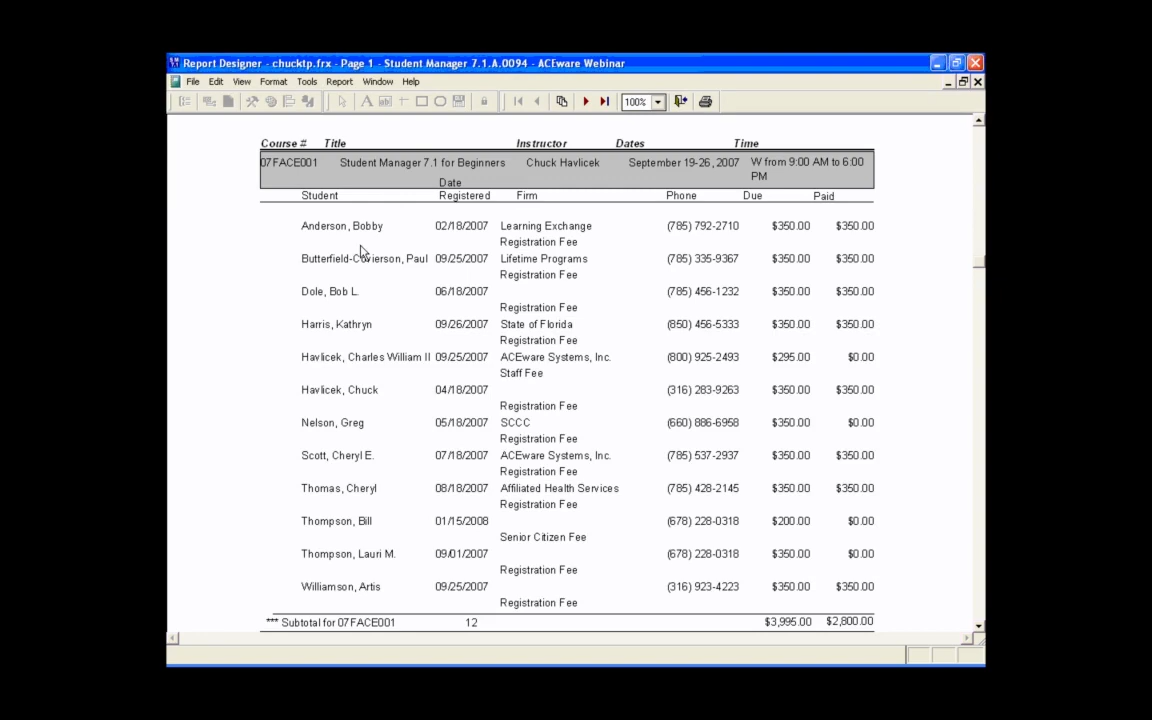 Report Designer - chucktp.frx - Page 1 - Student Manager 7.1.A.0094 - ACEware Webinar
File Edit View Format Tools Report Window Help
100%
Course # Title Instructor Dates Time
07FACE001 Student Manager 7.1 for Beginners Chuck Havlicek September 19-26, 2007 W from 9:00 AM to 6:00
PM
Date
Student Registered Firm Phone Due Paid
Anderson, Bobby 02/18/2007 Learning Exchange (785) 792-2710 $350.00 $350.00
Registration Fee
Butterfield-Covierson, Paul 09/25/2007 Lifetime Programs (785) 335-9367 $350.00 $350.00
Registration Fee
Dole, Bob L. 06/18/2007 (785) 456-1232 $350.00 $350.00
Registration Fee
Harris, Kathryn 09/26/2007 State of Florida (850) 456-5333 $350.00 $350.00
Registration Fee
Havlicek, Charles William II 09/25/2007 ACEware Systems, Inc. (800) 925-2493 $295.00 $0.00
Staff Fee
Havlicek, Chuck 04/18/2007 (316) 283-9263 $350.00 $350.00
Registration Fee
Nelson, Greg 05/18/2007 SCCC (660) 886-6958 $350.00 $0.00
Registration Fee
Scott, Cheryl E. 07/18/2007 ACEware Systems, Inc. (785) 537-2937 $350.00 $350.00
Registration Fee
Thomas, Cheryl 08/18/2007 Affiliated Health Services (785) 428-2145 $350.00 $350.00
Registration Fee
Thompson, Bill 01/15/2008 (678) 228-0318 $200.00 $0.00
Senior Citizen Fee
Thompson, Lauri M. 09/01/2007 (678) 228-0318 $350.00 $0.00
Registration Fee
Williamson, Artis 09/25/2007 (316) 923-4223 $350.00 $350.00
Registration Fee
*** Subtotal for 07FACE001 12 $3,995.00 $2,800.00